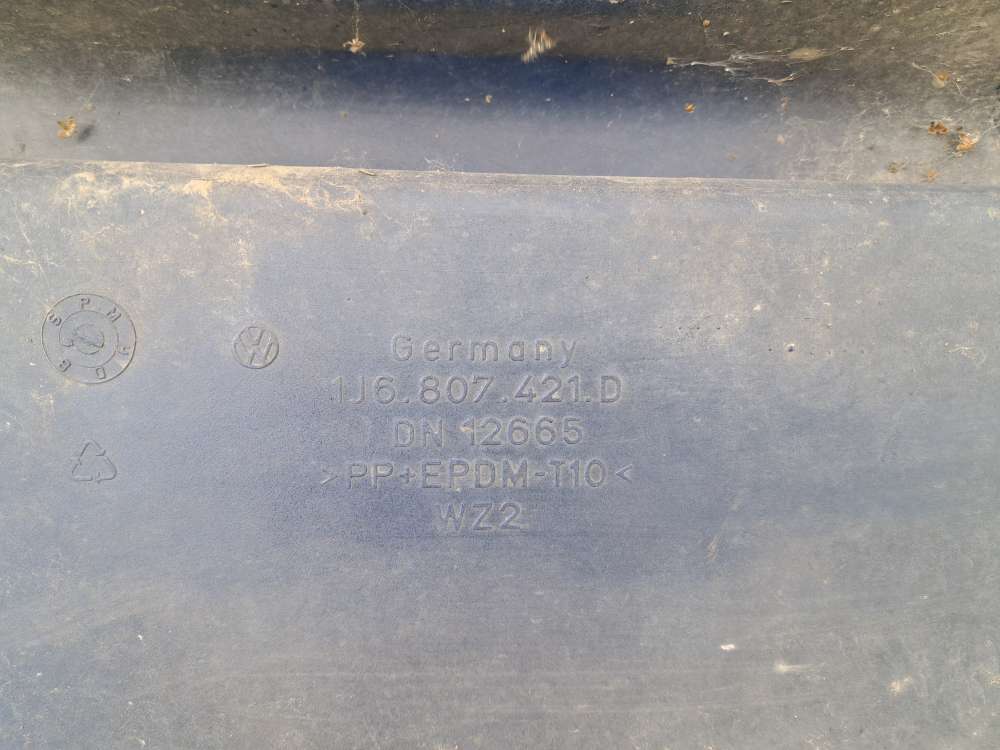 Germany
1J6.807.421.D
DN 12665
>PP+EPDM-T10<
WZ2